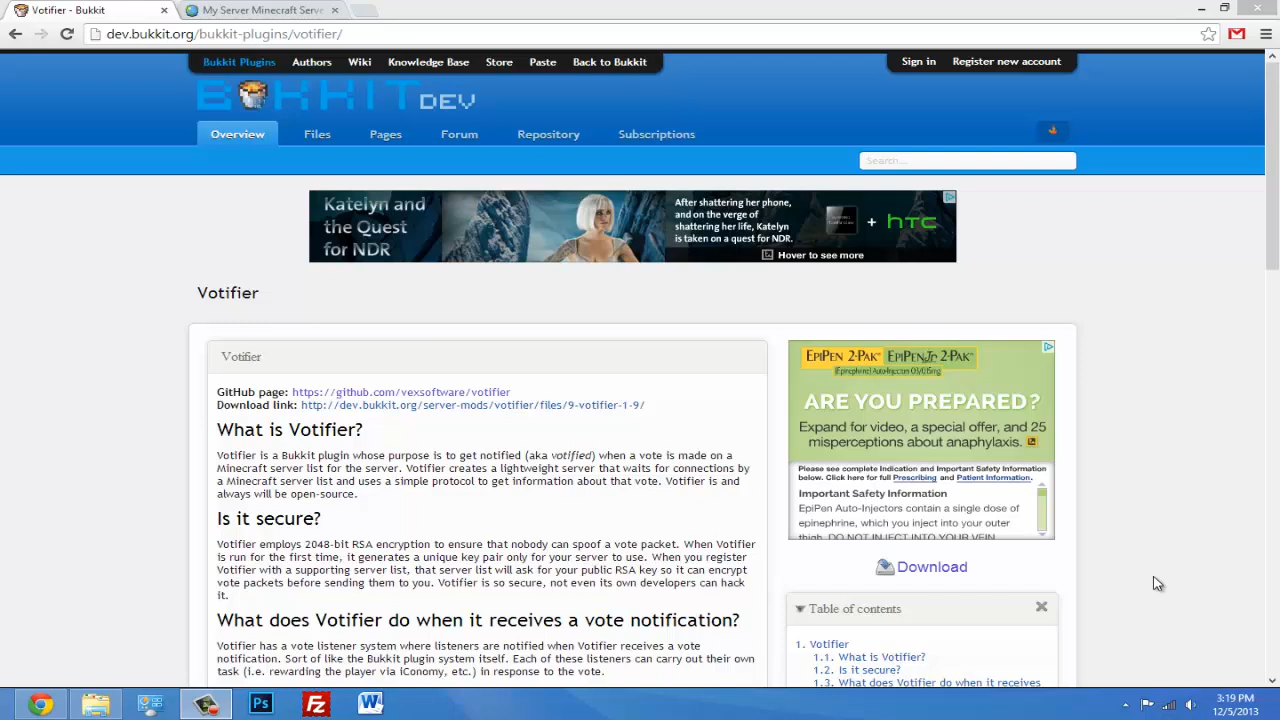 Votifier - Bukkit
My Server Minecraft Serve
dev.bukkit.org/bukkit-plugins/votifier/
Bukkit Plugins Authors Wiki Knowledge Base Store Paste Back to Bukkit
Sign in Register new account
BUKKIT DEV
Overview Files Pages Forum Repository Subscriptions
Search...
Katelyn and
the Quest
for NDR
After shattering her phone,
and on the verge of
shattering her life, Katelyn
is taken on a quest for NDR.
+ hTC
Hover to see more
Votifier
Votifier
GitHub page: https://github.com/vexsoftware/votifier
Download link: http://dev.bukkit.org/server-mods/votifier/files/9-votifier-1-9/
What is Votifier?
Votifier is a Bukkit plugin whose purpose is to get notified (aka votified) when a vote is made on a
Minecraft server list for the server. Votifier creates a lightweight server that waits for connections by
a Minecraft server list and uses a simple protocol to get information about that vote. Votifier is and
always will be open-source.
Is it secure?
Votifier employs 2048-bit RSA encryption to ensure that nobody can spoof a vote packet. When Votifier
is run for the first time, it generates a unique key pair only for your server to use. When you register
Votifier with a supporting server list, that server list will ask for your public RSA key so it can encrypt
vote packets before sending them to you. Votifier is so secure, not even its own developers can hack
it.
What does Votifier do when it receives a vote notification?
Votifier has a vote listener system where listeners are notified when Votifier receives a vote
notification. Sort of like the Bukkit plugin system itself. Each of these listeners can carry out their own
task (i.e. rewarding the player via iConomy, etc.) in response to the vote.
EpiPen 2-Pak EpiPen Jr 2-Pak
(Epinephrine) Auto-Injectors 0.3/0.15mg
ARE YOU PREPARED?
Expand for video, a special offer, and 25
misperceptions about anaphylaxis.
Please see complete Indication and Important Safety Information
below. Click here for full Prescribing and Patient Information.
Important Safety Information
EpiPen Auto-Injectors contain a single dose of
epinephrine, which you inject into your outer
thigh. DO NOT INJECT INTO YOUR VEIN,
Download
Table of contents
1. Votifier
1.1. What is Votifier?
1.2. Is it secure?
1.3. What does Votifier do when it receives
Ps
Fz
W
3:19 PM
12/5/2013